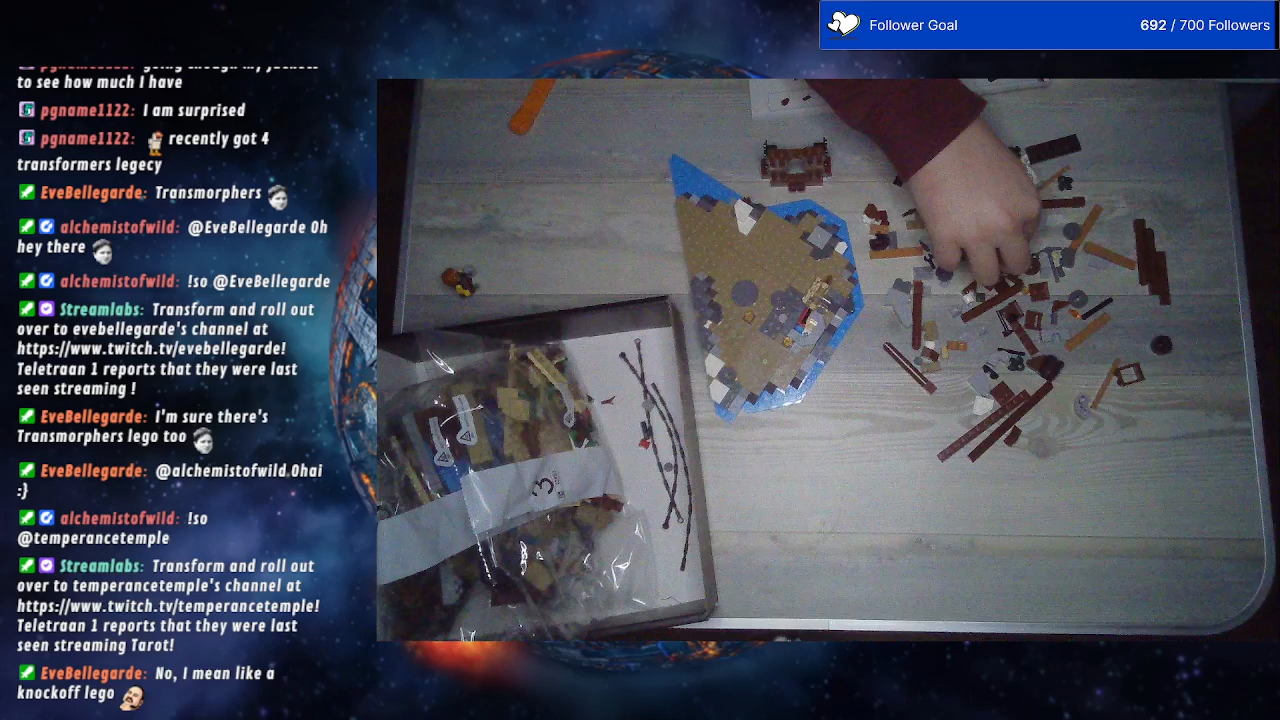 Follower Goal
692 / 700 Followers
to see how much I have
pgname1122: I am surprised
pgname1122: recently got 4
transformers legecy
EveBellegarde: Transmorphers
alchemistofwild: @EveBellegarde Oh
hey there
alchemistofwild: !so @EveBellegarde
Streamlabs: Transform and roll out
over to evebellegarde's channel at
https://www.twitch.tv/evebellegarde!
Teletraan 1 reports that they were last
seen streaming !
EveBellegarde: I'm sure there's
Transmorphers lego too
EveBellegarde: @alchemistofwild Ohai
:}
alchemistofwild: !so
@temperancetemple
Streamlabs: Transform and roll out
over to temperancetemple's channel at
https://www.twitch.tv/temperancetemple!
Teletraan 1 reports that they were last
seen streaming Tarot!
EveBellegarde: No, I mean like a
knockoff lego
3